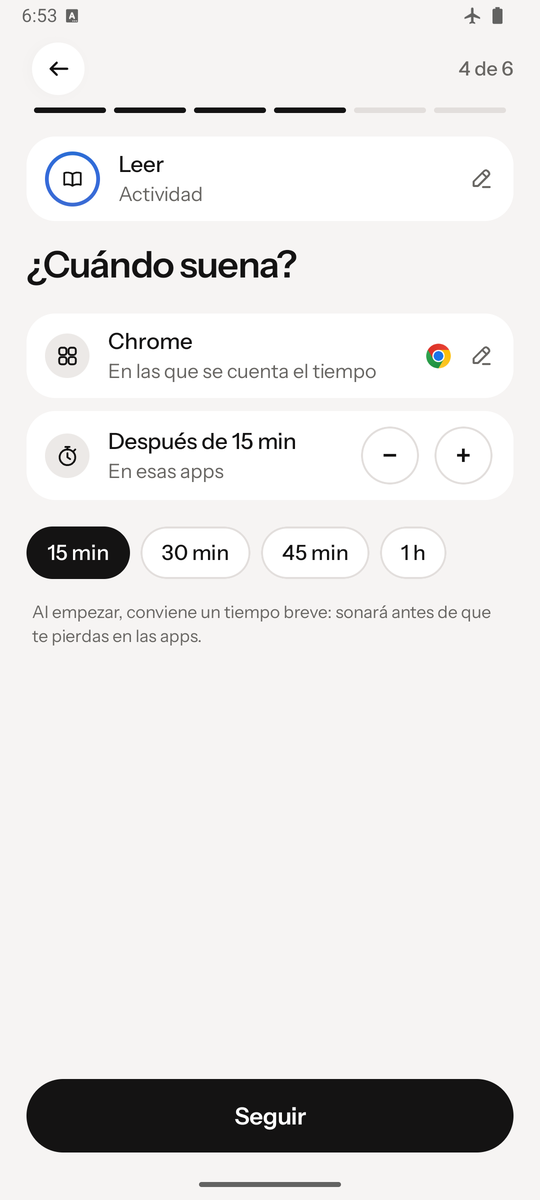 6:53
4 de 6
Leer
Actividad
¿Cuándo suena?
Chrome
En las que se cuenta el tiempo
Después de 15 min
En esas apps
15 min
30 min
45 min
1 h
Al empezar, conviene un tiempo breve: sonará antes de que
te pierdas en las apps.
Seguir